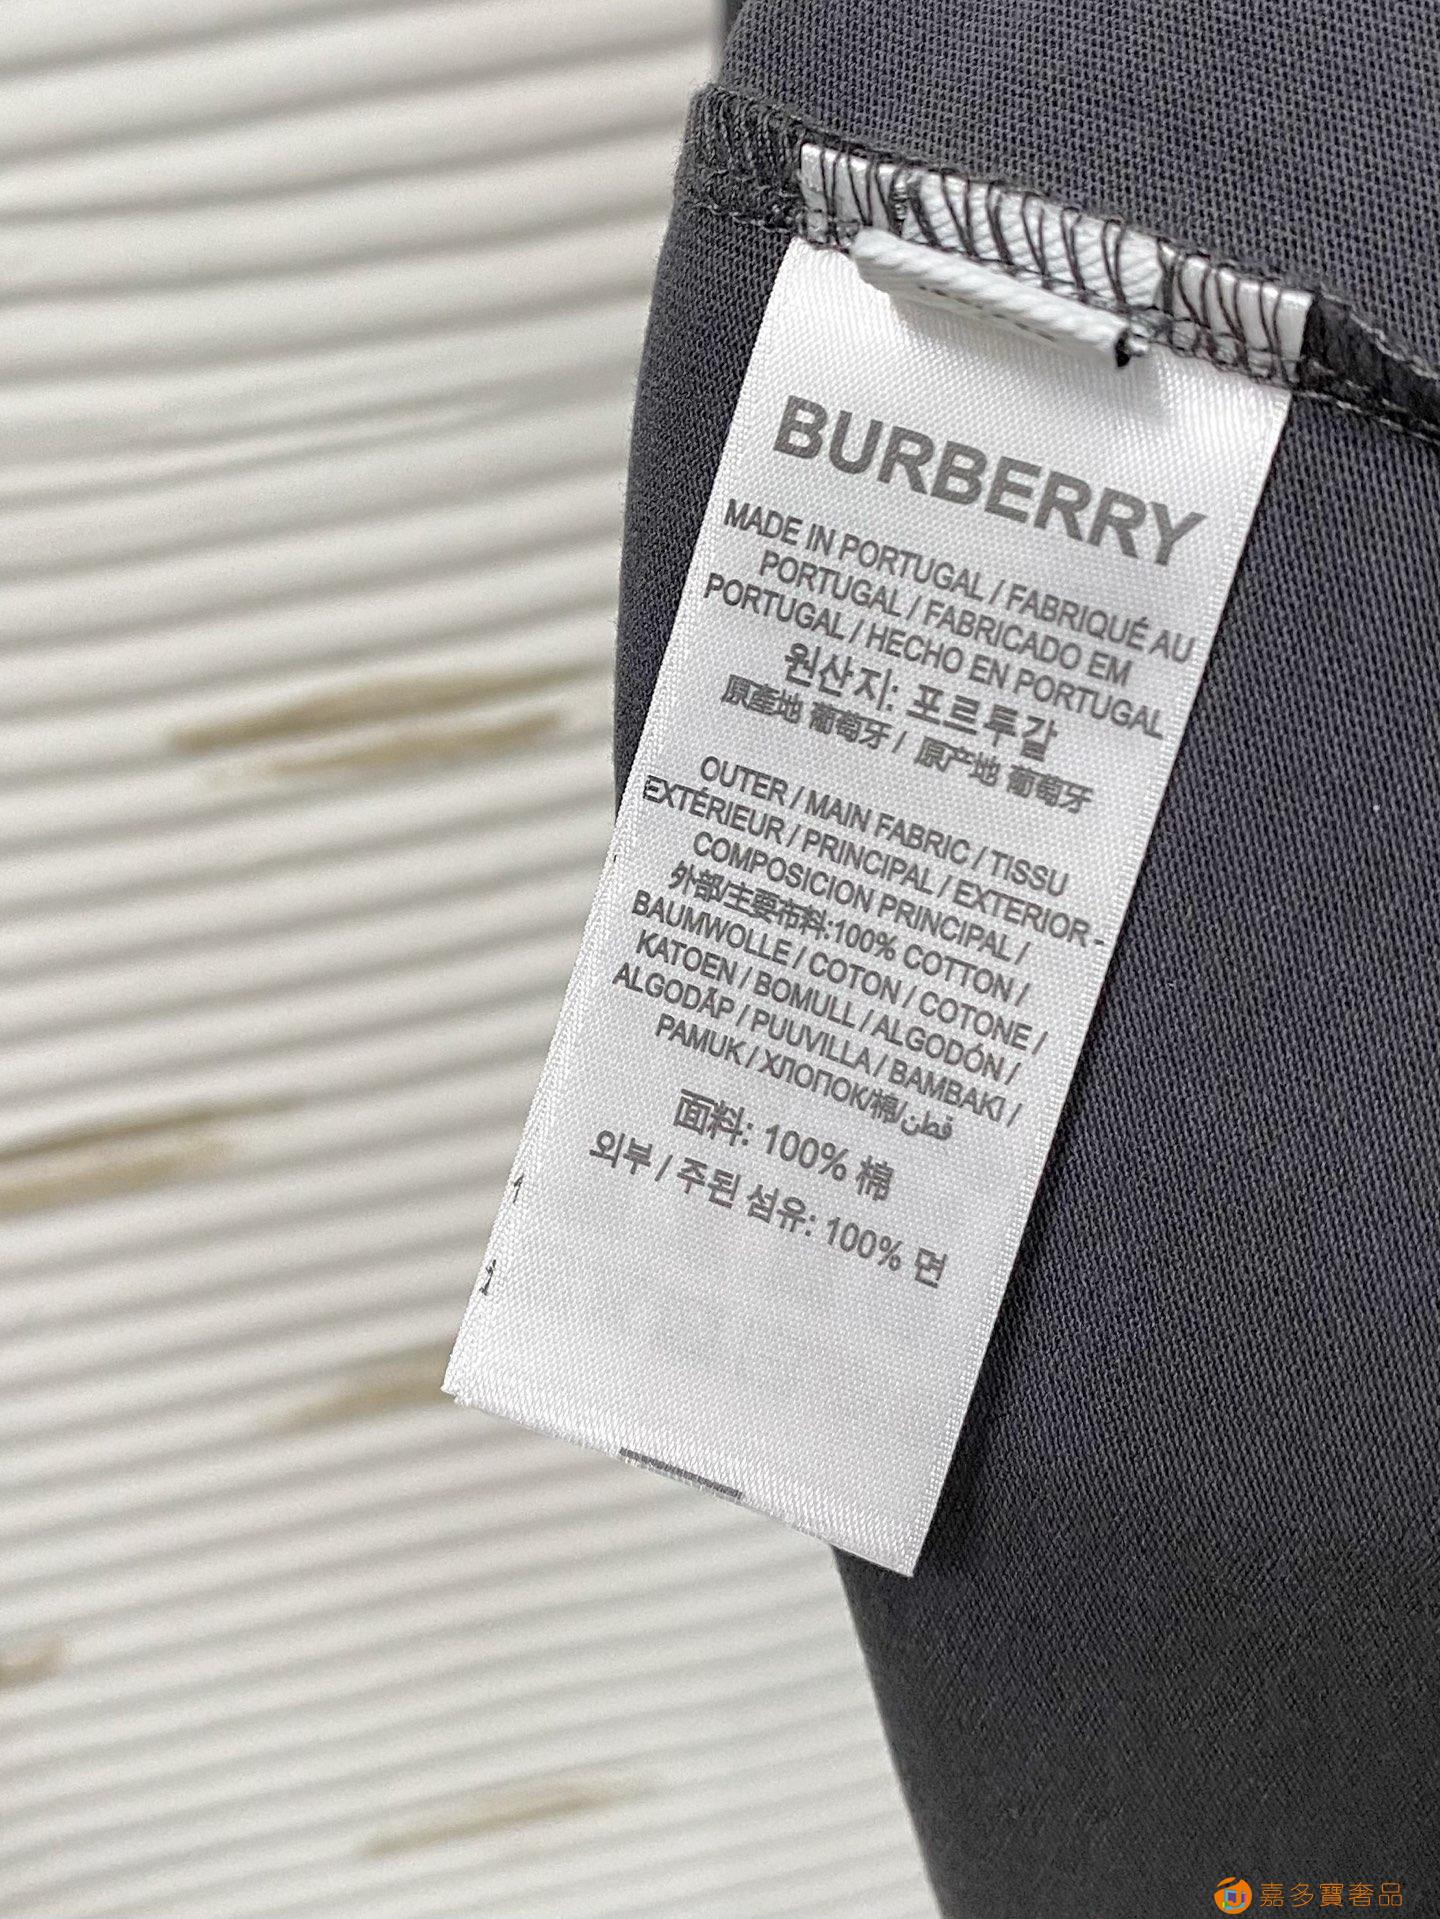 BURBERRY
MADE IN PORTUGAL / FABRIQUÉ AU
PORTUGAL / FABRICADO EM
PORTUGAL / HECHO EN PORTUGAL
원산지: 포르투갈
原產地 葡萄牙 / 原产地 葡萄牙
OUTER / MAIN FABRIC / TISSU
EXTÉRIEUR / PRINCIPAL / EXTERIOR -
COMPOSICION PRINCIPAL /
外部/主要布料:100% COTTON /
BAUMWOLLE / COTON / COTONE /
KATOEN / BOMULL / ALGODÓN /
ALGODÃP / PUUVILLA / BAMBAKI /
PAMUK / ХЛОПОК/棉/قطن
面料: 100% 棉
외부 / 주된 섬유: 100% 면
嘉多寶奢品